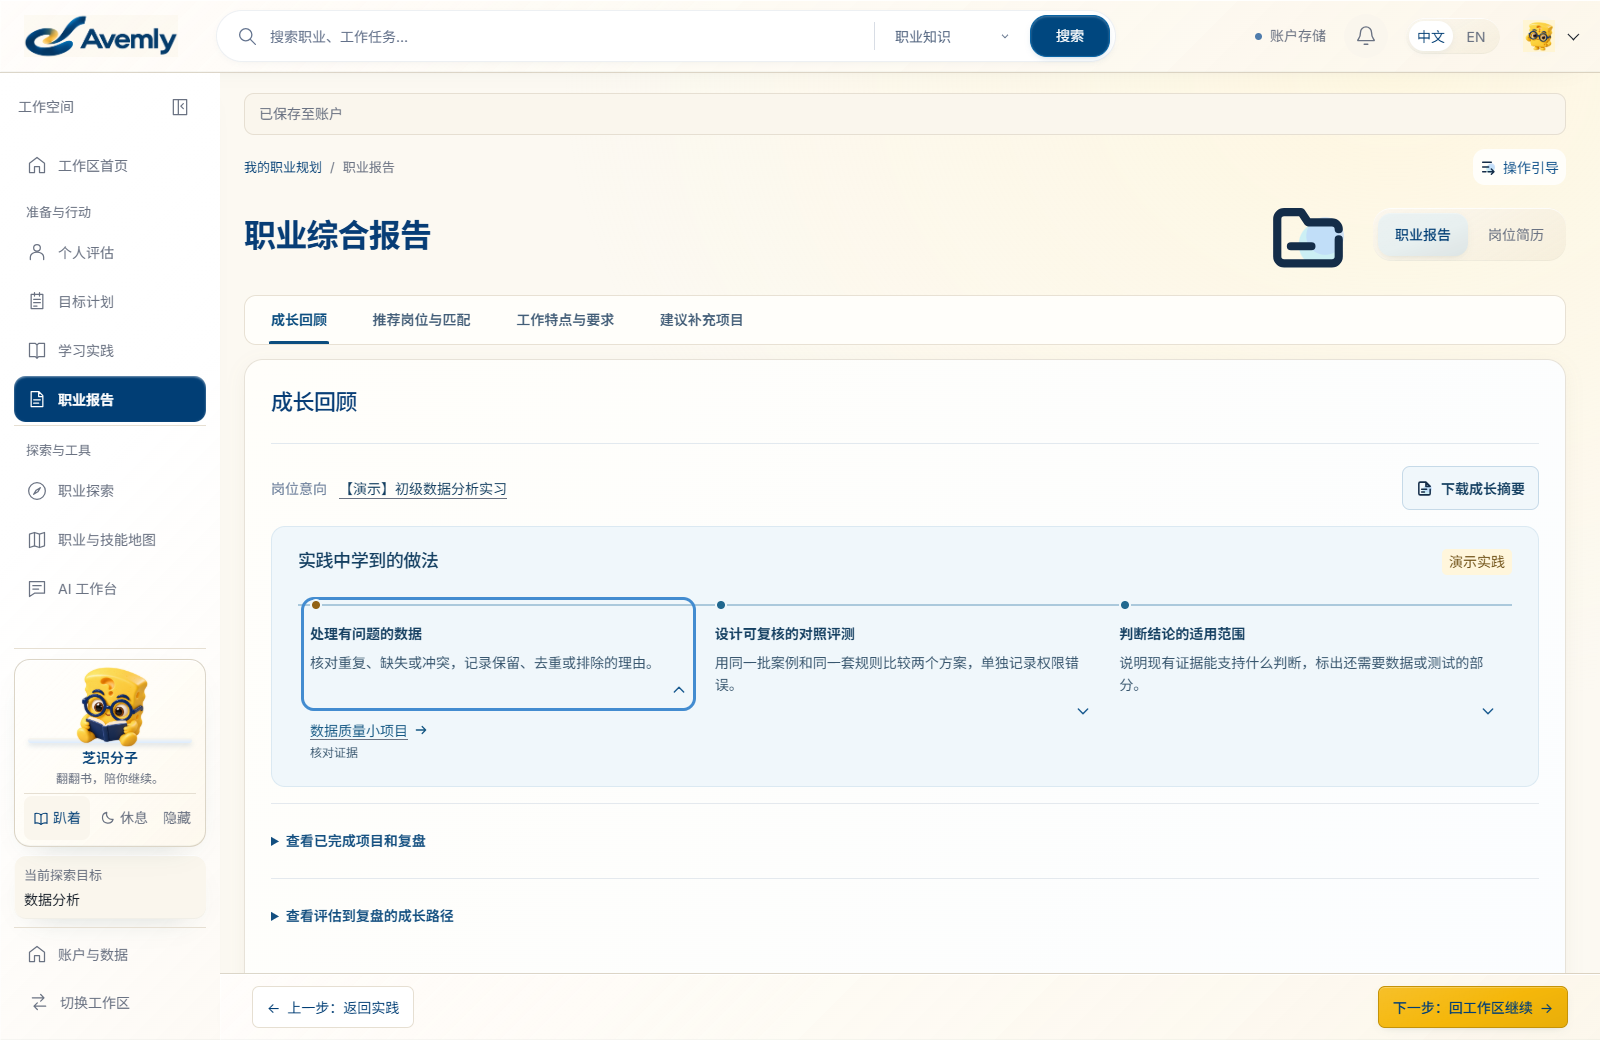 Avemly
搜索职业、工作任务...
职业知识
搜索
账户存储
中文
EN
工作空间
工作区首页
准备与行动
个人评估
目标计划
学习实践
职业报告
探索与工具
职业探索
职业与技能地图
AI 工作台
芝识分子
翻翻书，陪你继续。
趴着
休息
隐藏
当前探索目标
数据分析
账户与数据
切换工作区
已保存至账户
我的职业规划 / 职业报告
操作引导
职业综合报告
职业报告
岗位简历
成长回顾
推荐岗位与匹配
工作特点与要求
建议补充项目
成长回顾
岗位意向 【演示】初级数据分析实习
下载成长摘要
实践中学到的做法
演示实践
处理有问题的数据
核对重复、缺失或冲突，记录保留、去重或排除的理由。
数据质量小项目 →
核对证据
设计可复核的对照评测
用同一批案例和同一套规则比较两个方案，单独记录权限错
误。
判断结论的适用范围
说明现有证据能支持什么判断，标出还需要数据或测试的部
分。
查看已完成项目和复盘
查看评估到复盘的成长路径
← 上一步：返回实践
下一步：回工作区继续 →